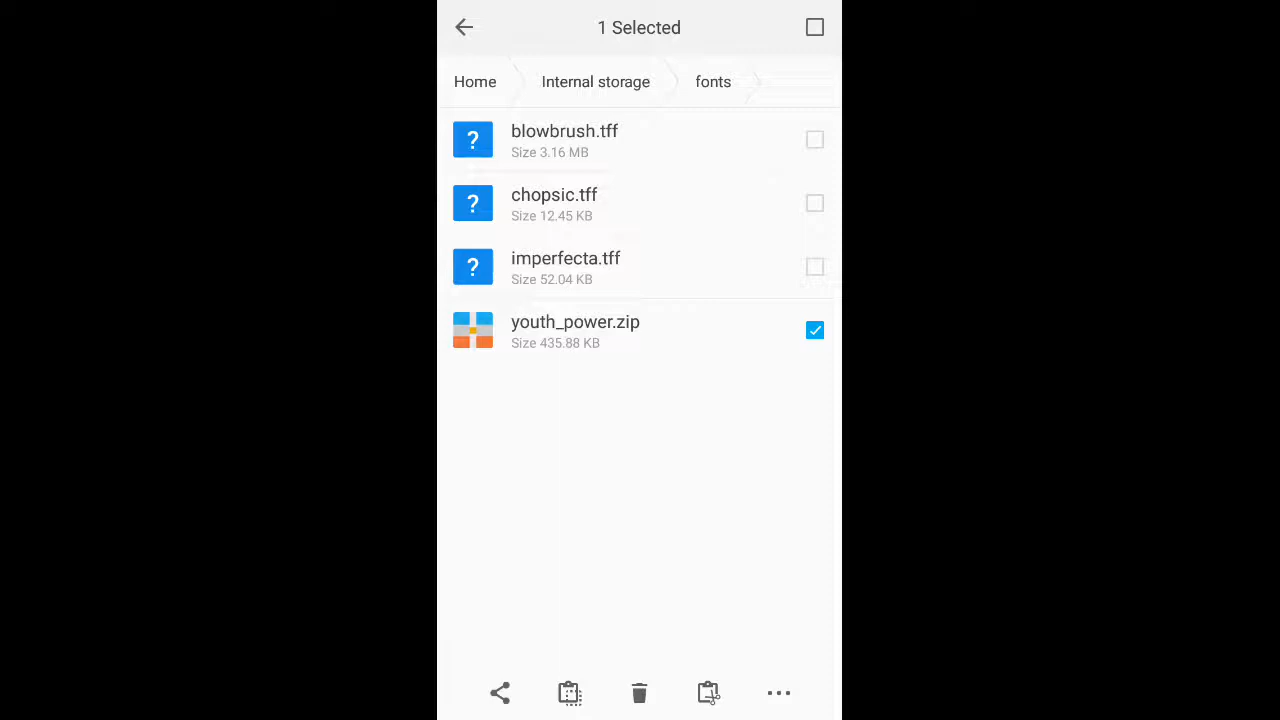 1 Selected
Home
Internal storage
fonts
blowbrush.tff
Size 3.16 MB
chopsic.tff
Size 12.45 KB
imperfecta.tff
Size 52.04 KB
youth_power.zip
Size 435.88 KB